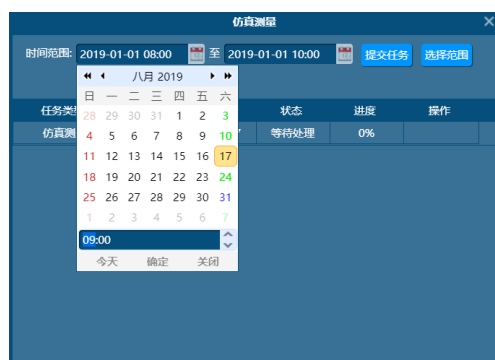 仿真测量
时间范围: 2019-01-01 08:00 至 2019-01-01 10:00 提交任务 选择范围
八月 2019
日 一 二 三 四 五 六
28 29 30 31 1 2 3
4 5 6 7 8 9 10
11 12 13 14 15 16 17
18 19 20 21 22 23 24
25 26 27 28 29 30 31
1 2 3 4 5 6 7
09:00
今天 确定 关闭
任务类 状态 进度 操作
仿真测 等待处理 0%